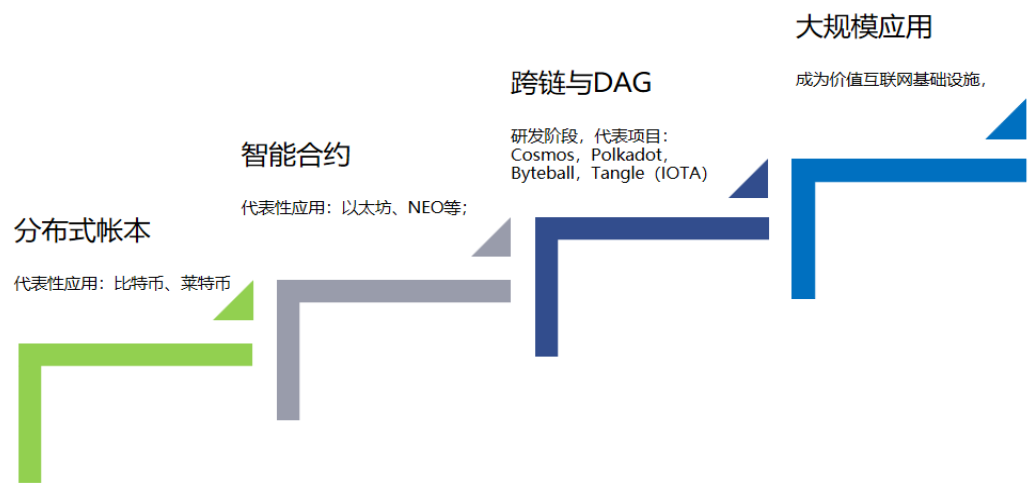 分布式帐本
代表性应用：比特币、莱特币
智能合约
代表性应用：以太坊、NEO等；
跨链与DAG
研发阶段，代表项目：
Cosmos，Polkadot，
Byteball，Tangle（IOTA）
大规模应用
成为价值互联网基础设施，